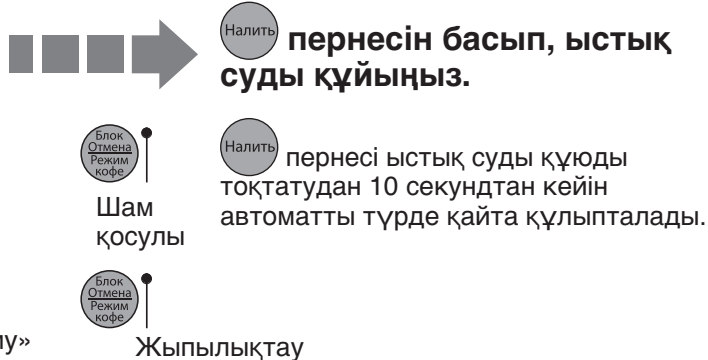 Налить пернесін басып, ыстық
суды құйыңыз.
Блок
Отмена
Режим
кофе
Шам
қосулы
Налить пернесі ыстық суды құюды
тоқтатудан 10 секундтан кейін
автоматты түрде қайта құлыпталады.
Блок
Отмена
Режим
кофе
Жыпылықтау